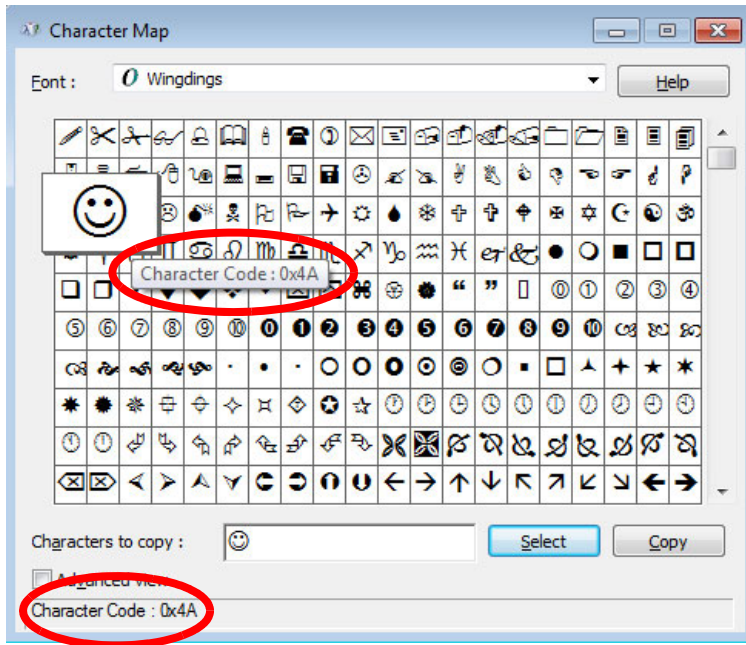 Character Map
Font : O Wingdings
Help
Character Code : 0x4A
Characters to copy : ☺
Select
Copy
Advanced view
Character Code : 0x4A